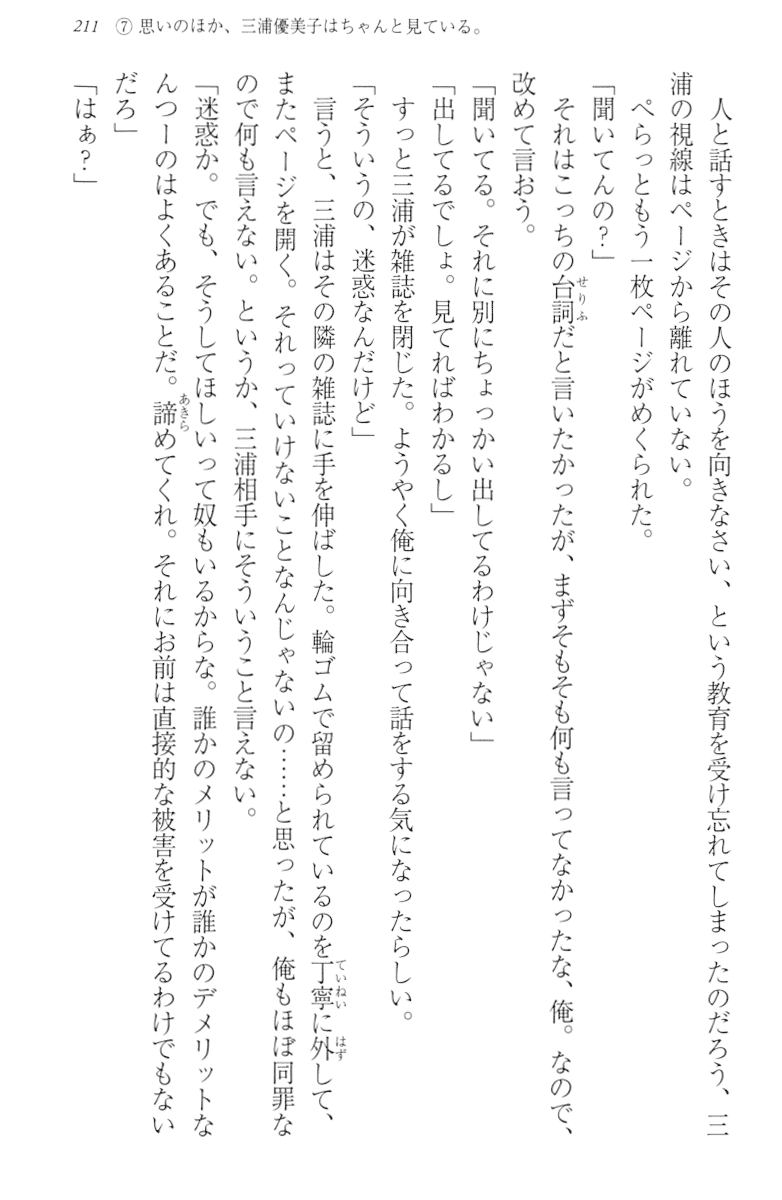 211 ⑦ 思いのほか、三浦優美子はちゃんと見ている。
人と話すときはその人のほうを向きなさい、という教育を受け忘れてしまったのだろう、三
浦の視線はページから離れていない。
ぺらっともう一枚ページがめくられた。
「聞いてんの？」
それはこっちの台詞だと言いたかったが、まずそもそも何も言ってなかったな、俺。なので、
改めて言おう。
「聞いてる。それに別にちょっかい出してるわけじゃない」
「出してるでしょ。見てればわかるし」
すっと三浦が雑誌を閉じた。ようやく俺に向き合って話をする気になったらしい。
「そういうの、迷惑なんだけど」
言うと、三浦はその隣の雑誌に手を伸ばした。輪ゴムで留められているのを丁寧に外して、
またページを開く。それっていけないことなんじゃないの……と思ったが、俺もほぼ同罪な
ので何も言えない。というか、三浦相手にそういうこと言えない。
「迷惑か。でも、そうしてほしいって奴もいるからな。誰かのメリットが誰かのデメリットな
んつーのはよくあることだ。諦めてくれ。それにお前は直接的な被害を受けてるわけでもない
だろ」
「はぁ？」